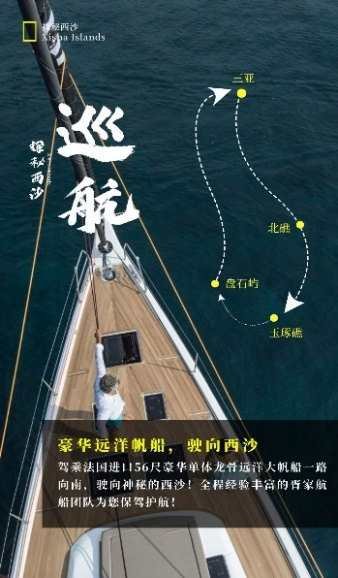 探秘西沙
Xisha Islands
巡航
探秘西沙
三亚
北礁
盘石屿
玉琢礁
豪华远洋帆船，驶向西沙
驾乘法国进口56尺豪华单体龙骨远洋大帆船一路
向南，驶向神秘的西沙！全程经验丰富的管家航
船团队为您保驾护航！